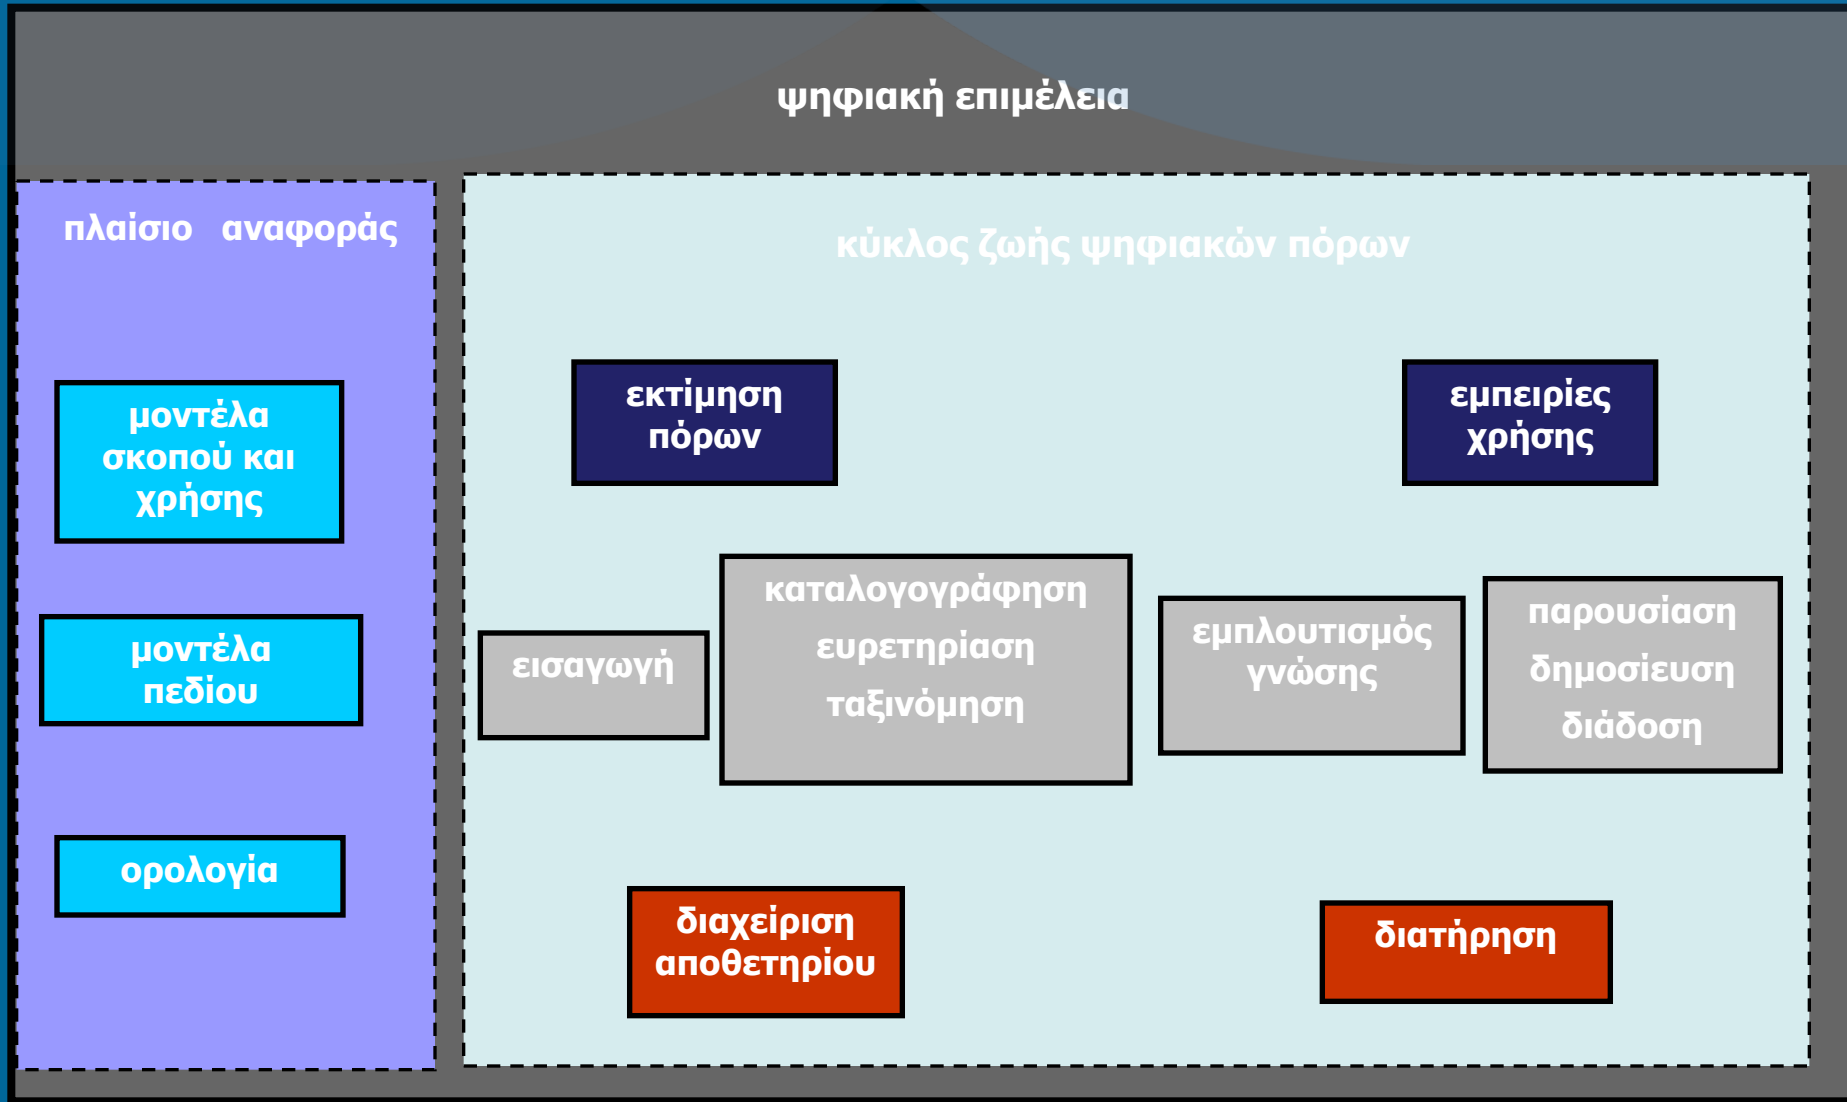 ψηφιακή επιμέλεια
πλαίσιο αναφοράς
μοντέλα
σκοπού και
χρήσης
μοντέλα
πεδίου
ορολογία
κύκλος ζωής ψηφιακών πόρων
εκτίμηση
πόρων
εμπειρίες
χρήσης
εισαγωγή
καταλογογράφηση
ευρετηρίαση
ταξινόμηση
εμπλουτισμός
γνώσης
παρουσίαση
δημοσίευση
διάδοση
διαχείριση
αποθετηρίου
διατήρηση